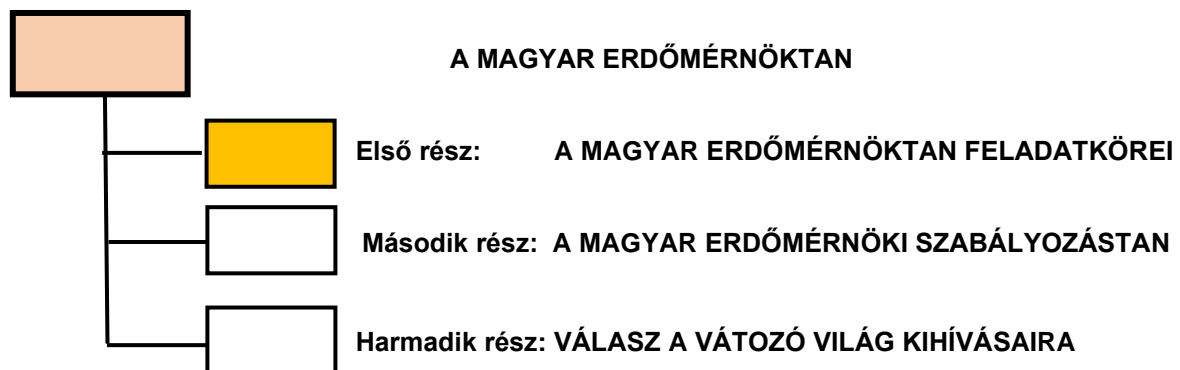 A MAGYAR ERDŐMÉRNÖKTAN
Első rész: A MAGYAR ERDŐMÉRNÖKTAN FELADATKÖREI
Második rész: A MAGYAR ERDŐMÉRNÖKI SZABÁLYOZÁSTAN
Harmadik rész: VÁLASZ A VÁTOZÓ VILÁG KIHÍVÁSAIRA